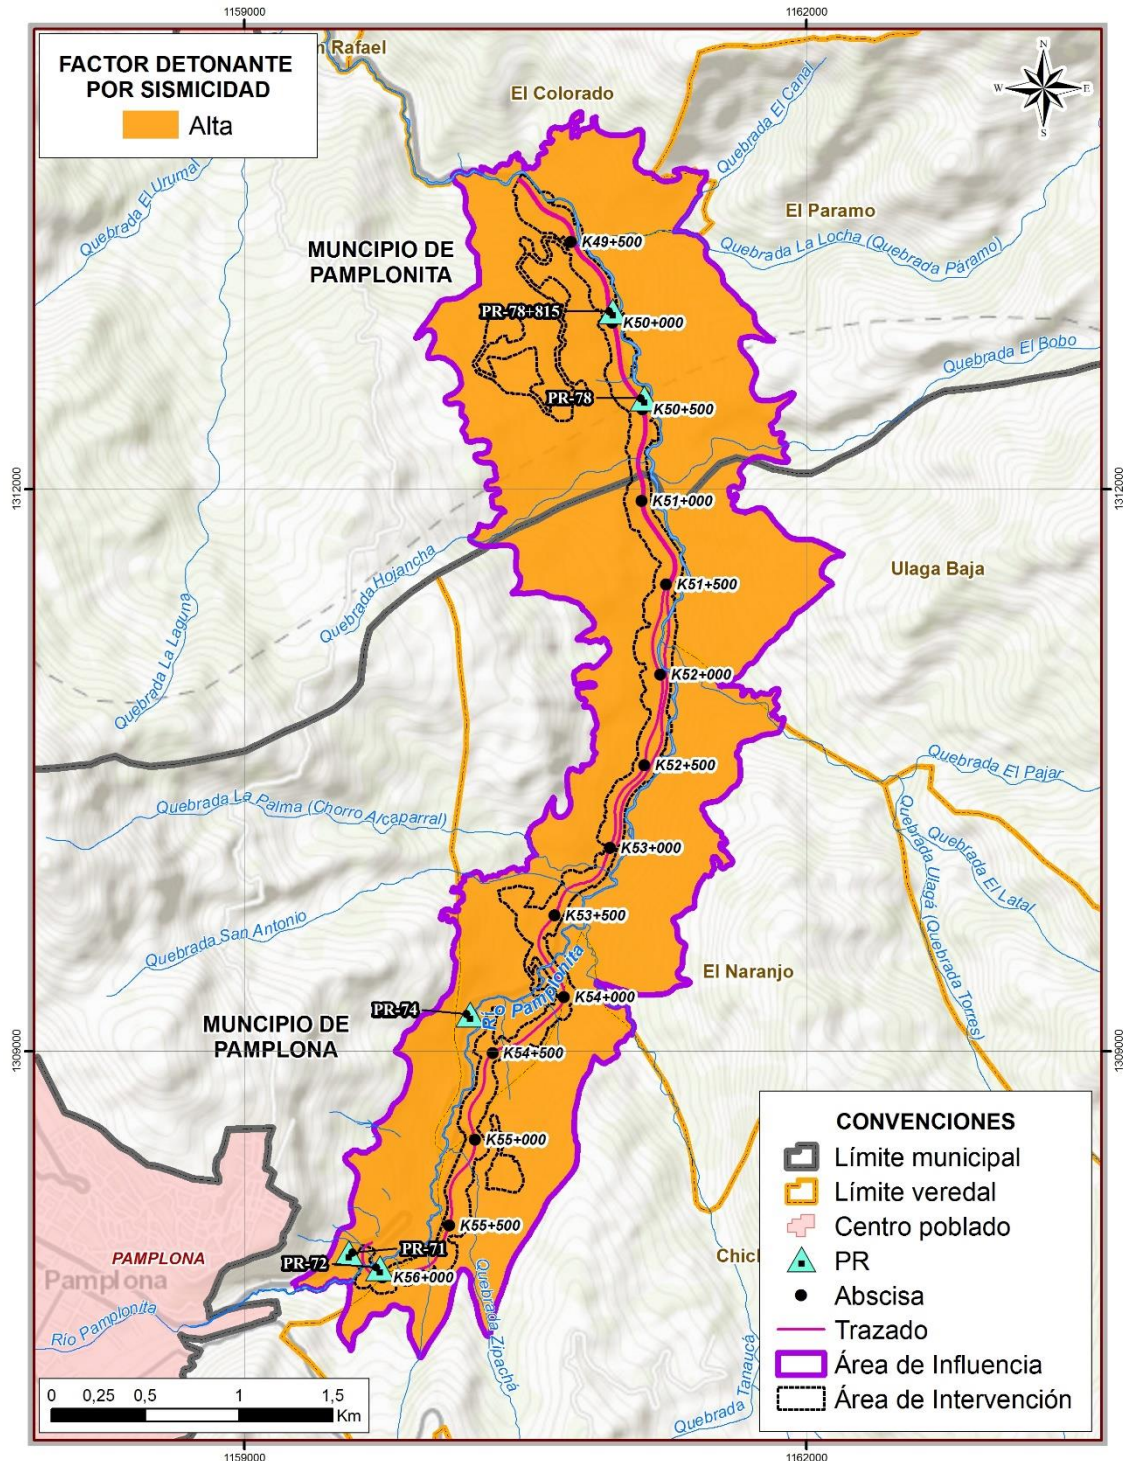 1159000
1162000
FACTOR DETONANTE
POR SISMICIDAD
Alta
Rafael
El Colorado
N
W
E
S
Quebrada El Canal
Quebrada El Urumal
El Paramo
MUNCIPIO DE
PAMPLONITA
K49+500
Quebrada La Locha (Quebrada Páramo)
PR-78+815
K50+000
Quebrada El Bobo
PR-78
K50+500
1312000
1312000
K51+000
Quebrada Hojancha
Ulaga Baja
K51+500
Quebrada La Laguna
K52+000
K52+500
Quebrada El Pajar
Quebrada La Palma (Chorro A/caparral)
Quebrada El Latal
K53+000
Quebrada Ulagá (Quebrada Torres)
K53+500
Quebrada San Antonio
El Naranjo
Río Pamplonita
K54+000
PR-74
MUNCIPIO DE
PAMPLONA
K54+500
1309000
1309000
K55+000
CONVENCIONES
Límite municipal
Límite veredal
Centro poblado
PR
Abscisa
Trazado
Área de Influencia
Área de Intervención
K55+500
PR-71
PAMPLONA
PR-72
Pamplona
K56+000
Quebrada Zipachá
Río Pamplonita
Quebrada Tanaucá
0 0,25 0,5 1 1,5
Km
1159000
1162000